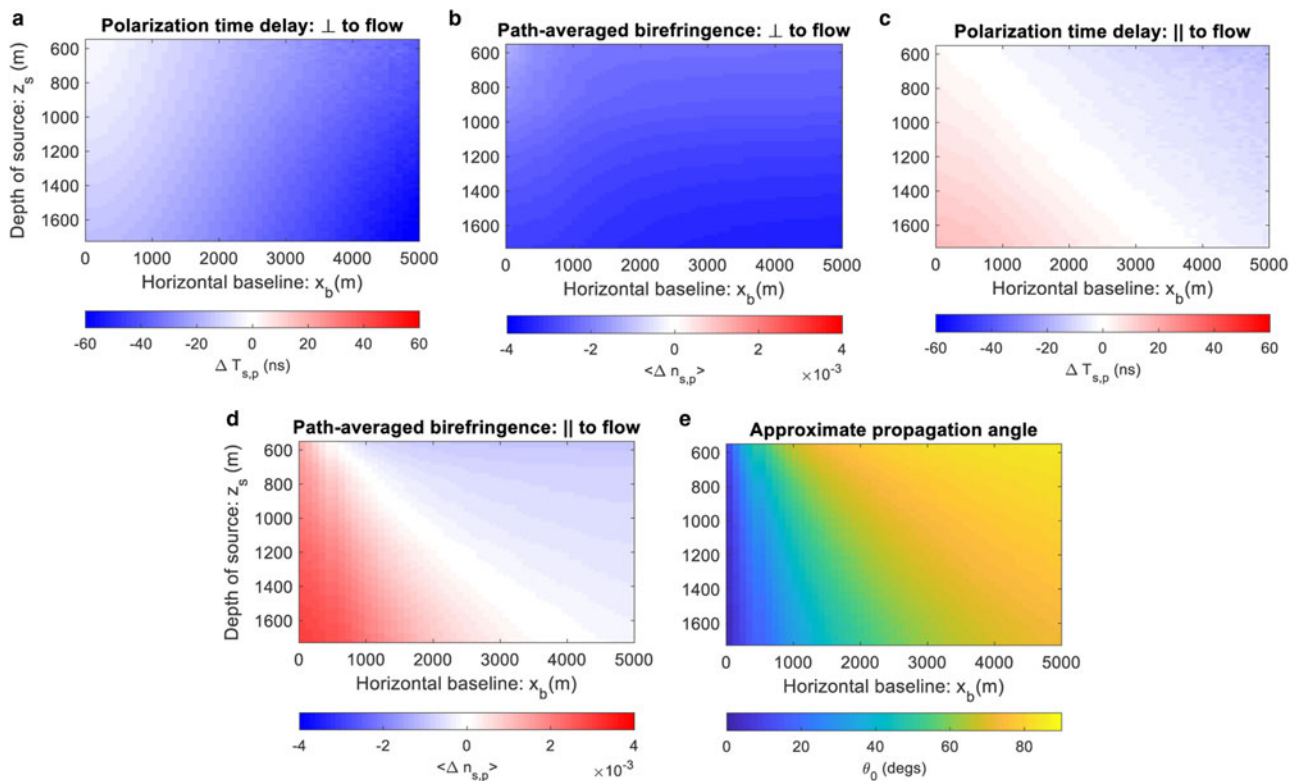 a
Polarization time delay: ⊥ to flow
Depth of source: z_s (m)
600
800
1000
1200
1400
1600
0 1000 2000 3000 4000 5000
Horizontal baseline: x_b(m)
-60 -40 -20 0 20 40 60
Δ T_s,p (ns)
b
Path-averaged birefringence: ⊥ to flow
600
800
1000
1200
1400
1600
0 1000 2000 3000 4000 5000
Horizontal baseline: x_b(m)
-4 -2 0 2 4
<Δ n_s,p>
×10⁻³
c
Polarization time delay: || to flow
600
800
1000
1200
1400
1600
0 1000 2000 3000 4000 5000
Horizontal baseline: x_b(m)
-60 -40 -20 0 20 40 60
Δ T_s,p (ns)
d
Path-averaged birefringence: || to flow
Depth of source: z_s (m)
600
800
1000
1200
1400
1600
0 1000 2000 3000 4000 5000
Horizontal baseline: x_b(m)
-4 -2 0 2 4
<Δ n_s,p>
×10⁻³
e
Approximate propagation angle
600
800
1000
1200
1400
1600
0 1000 2000 3000 4000 5000
Horizontal baseline: x_b(m)
0 20 40 60 80
θ_0 (degs)